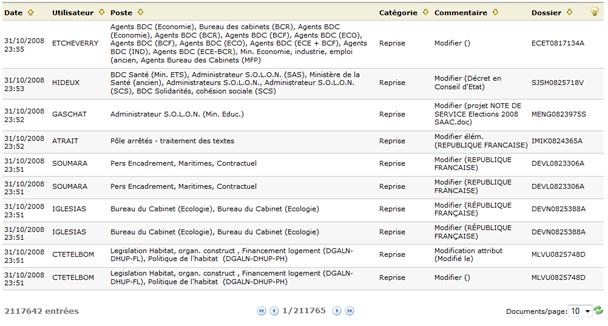 Date Utilisateur Poste Catégorie Commentaire Dossier
31/10/2008 23:55 ETCHEVERRY Agents BDC (Economie), Bureau des cabinets (BCR), Agents BDC (Economie), Agents BDC (BCR), Agents BDC (BCF), Agents BDC (ECO), Agents BDC (BCF), Agents BDC (ECO), Agents BDC (ECE + BCF), Agents BDC (IND), Agents BDC (ECE-BCR), Min. Economie, industrie, emploi (ancien, Agents Bureau des Cabinets (MFP) Reprise Modifier () ECET0817134A
31/10/2008 23:53 HIDEUX BDC Santé (Min. ETS), Administrateur S.O.L.O.N. (SAS), Ministère de la Santé (ancien), Administrateurs S.O.L.O.N., Administrateur S.O.L.O.N. (SCS), BDC Solidarités, cohésion sociale (SCS) Reprise Modifier (Décret en Conseil d'Etat) SJSH0825718V
31/10/2008 23:52 GASCHAT Administrateur S.O.L.O.N. (Min. Educ.) Reprise Modifier (projet NOTE DE SERVICE Elections 2008 SAAC.doc) MENG0823975S
31/10/2008 23:52 ATRAIT Pôle arrêtés - traitement des textes Reprise Modifier élém. (REPUBLIQUE FRANCAISE) IMIK0824365A
31/10/2008 23:51 SOUMARA Pers Encadrement, Maritimes, Contractuel Reprise Modifier (REPUBLIQUE FRANCAISE) DEVL0823306A
31/10/2008 23:51 SOUMARA Pers Encadrement, Maritimes, Contractuel Reprise Modifier (REPUBLIQUE FRANCAISE) DEVL0823306A
31/10/2008 23:51 IGLESIAS Bureau du Cabinet (Ecologie), Bureau du Cabinet (Ecologie) Reprise Modifier (RÉPUBLIQUE FRANÇAISE) DEVN0825388A
31/10/2008 23:51 IGLESIAS Bureau du Cabinet (Ecologie), Bureau du Cabinet (Ecologie) Reprise Modifier (RÉPUBLIQUE FRANÇAISE) DEVN0825388A
31/10/2008 23:51 CTETELBOM Legislation Habitat, organ. construct , Financement logement (DGALN-DHUP-FL), Politique de l'habitat (DGALN-DHUP-PH) Reprise Modification attribut (Modifié le) MLVU0825748D
31/10/2008 23:51 CTETELBOM Legislation Habitat, organ. construct , Financement logement (DGALN-DHUP-FL), Politique de l'habitat (DGALN-DHUP-PH) Reprise Modifier () MLVU0825748D
2117642 entrées 1/211765 Documents/page: 10